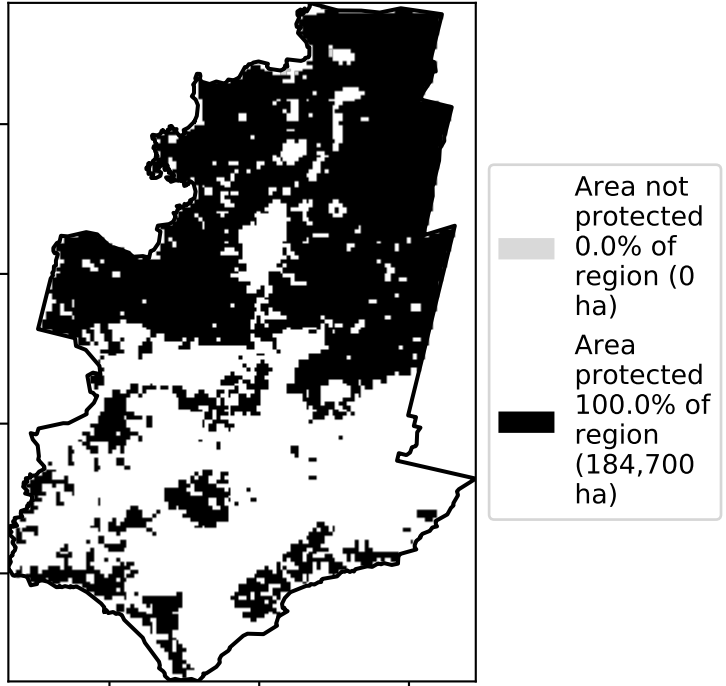 Area not
protected
0.0% of
region (0
ha)
Area
protected
100.0% of
region
(184,700
ha)